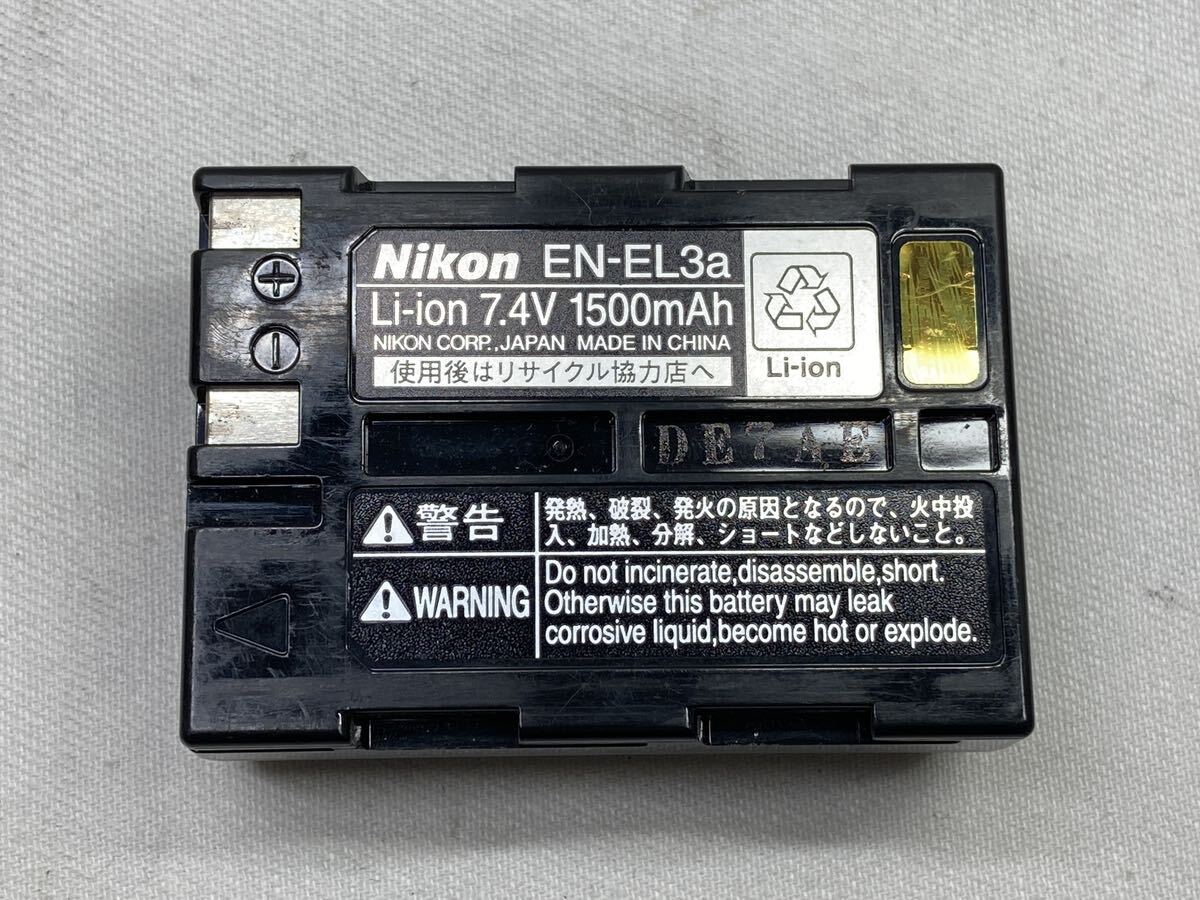 Nikon EN-EL3a
Li-ion 7.4V 1500mAh
NIKON CORP.,JAPAN MADE IN CHINA
使用後はリサイクル協力店へ
Li-ion
+
−
DE7AE
警告
発熱、破裂、発火の原因となるので、火中投
入、加熱、分解、ショートなどしないこと。
WARNING
Do not incinerate,disassemble,short.
Otherwise this battery may leak
corrosive liquid,become hot or explode.